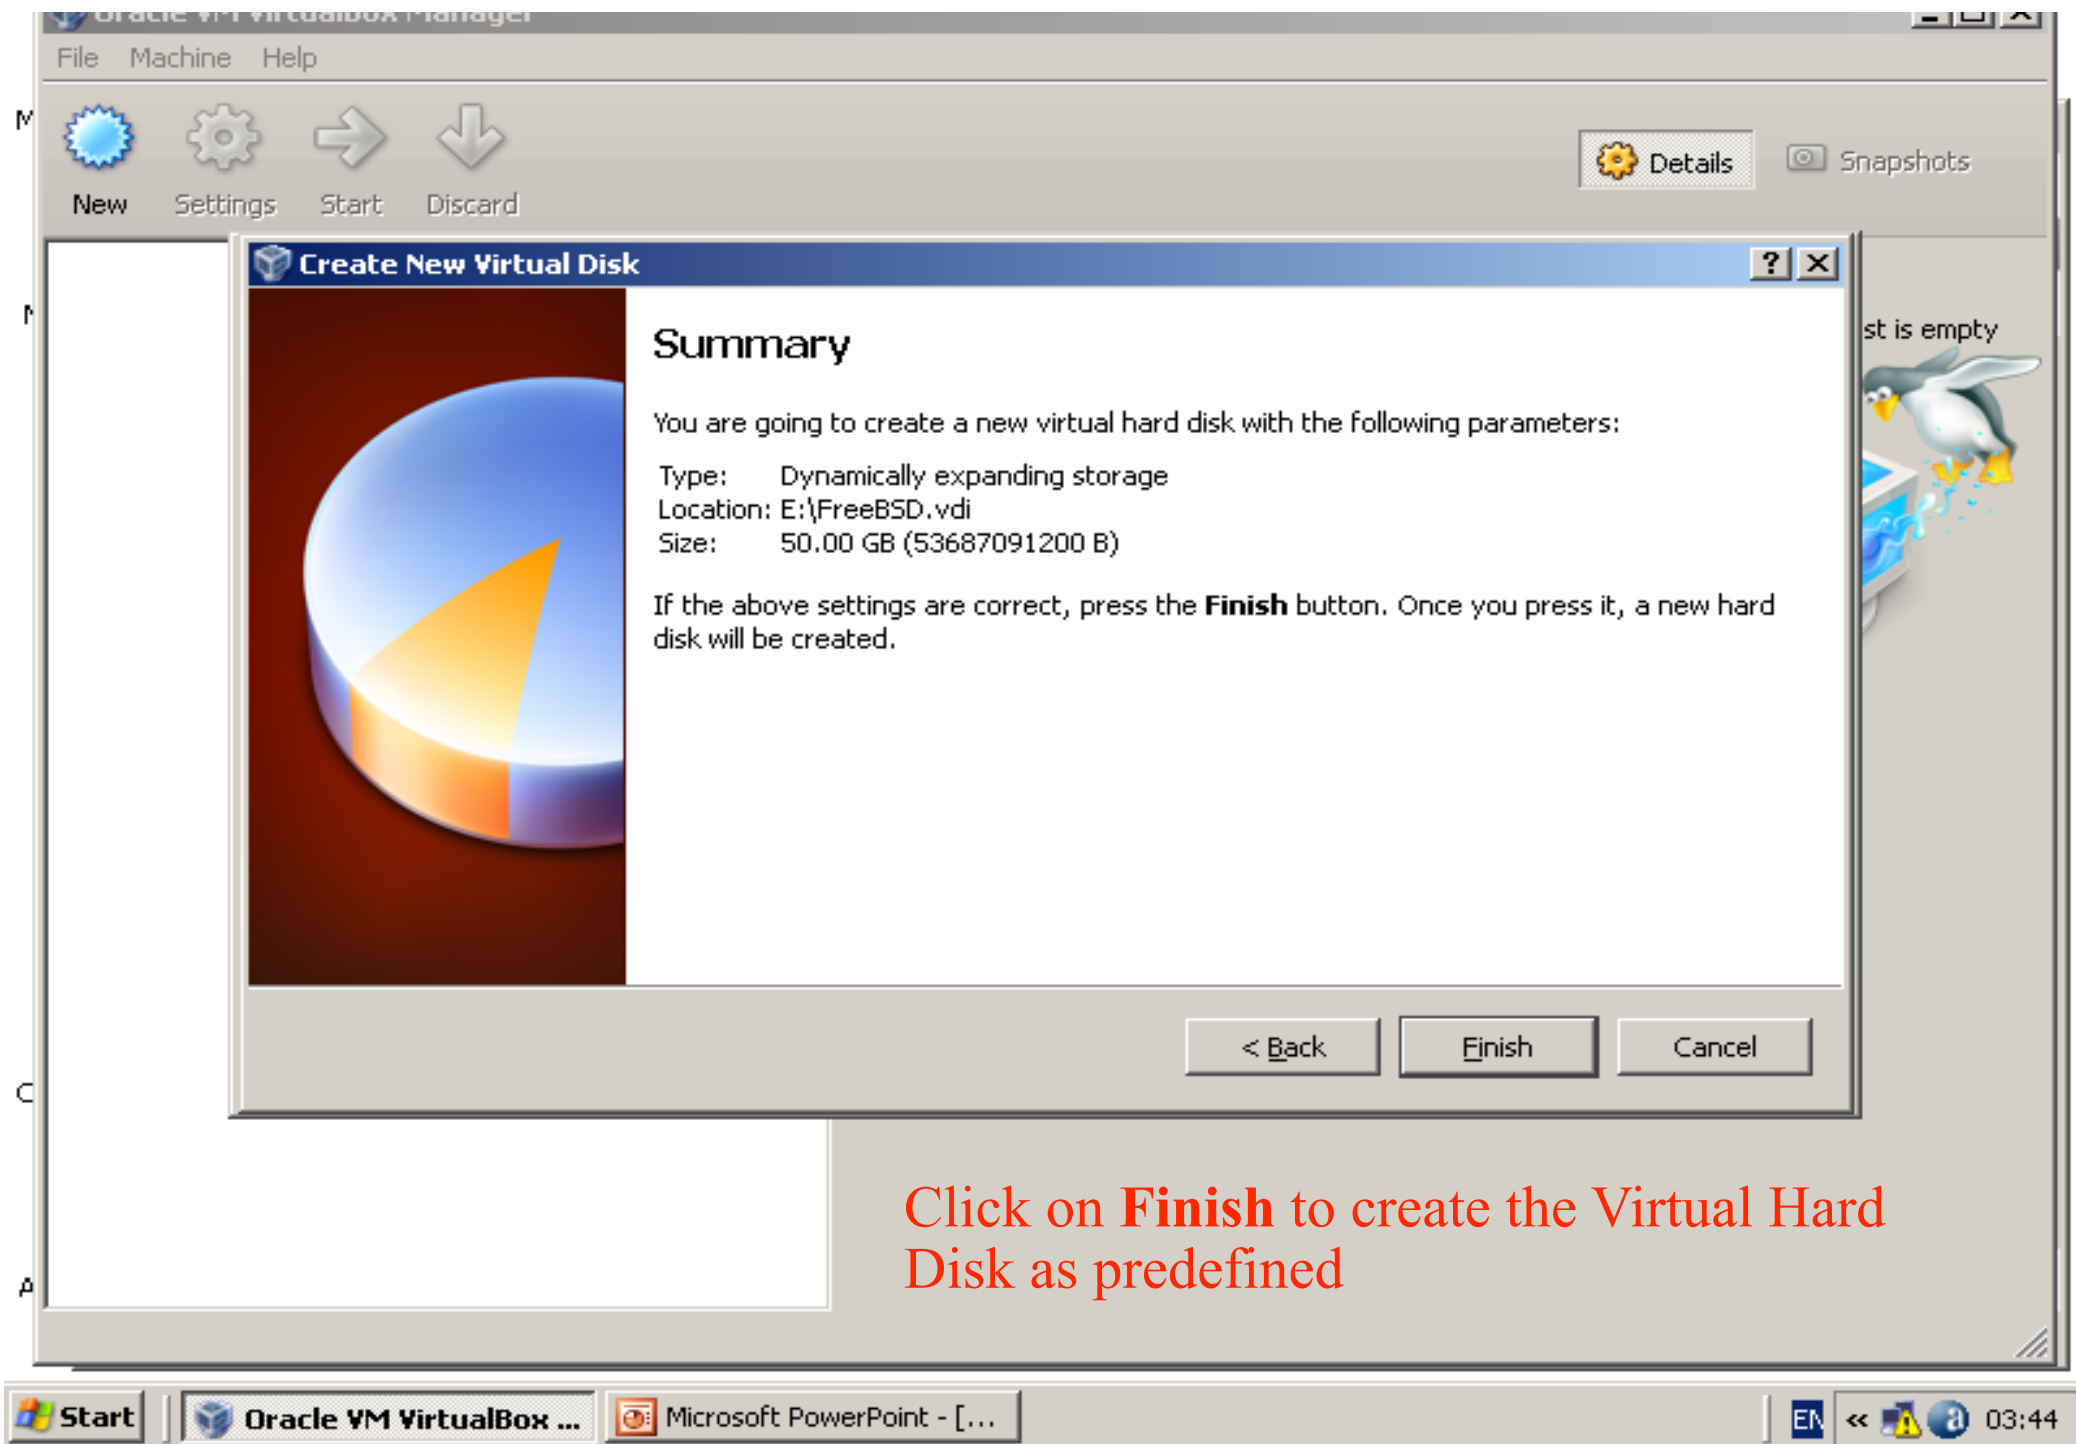 Oracle VM VirtualBox Manager
File Machine Help
New Settings Start Discard
Details Snapshots
Create New Virtual Disk
st is empty
Summary
You are going to create a new virtual hard disk with the following parameters:
Type: Dynamically expanding storage
Location: E:\FreeBSD.vdi
Size: 50.00 GB (53687091200 B)
If the above settings are correct, press the Finish button. Once you press it, a new hard
disk will be created.
< Back Finish Cancel
Click on Finish to create the Virtual Hard
Disk as predefined
Start Oracle VM VirtualBox ... Microsoft PowerPoint - [... EN « 03:44